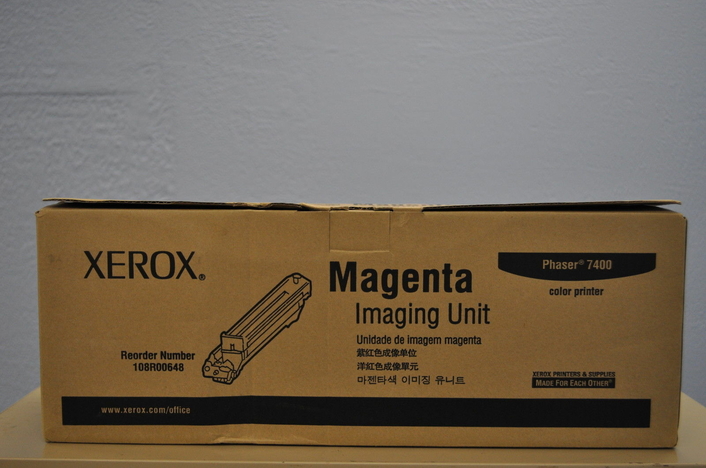 XEROX®
Magenta
Imaging Unit
Unidade de imagem magenta
紫紅色成像单位
洋紅色成像單元
마젠타색 이미징 유니트
Phaser® 7400
color printer
Reorder Number
108R00648
XEROX PRINTERS & SUPPLIES
MADE FOR EACH OTHER®
www.xerox.com/office